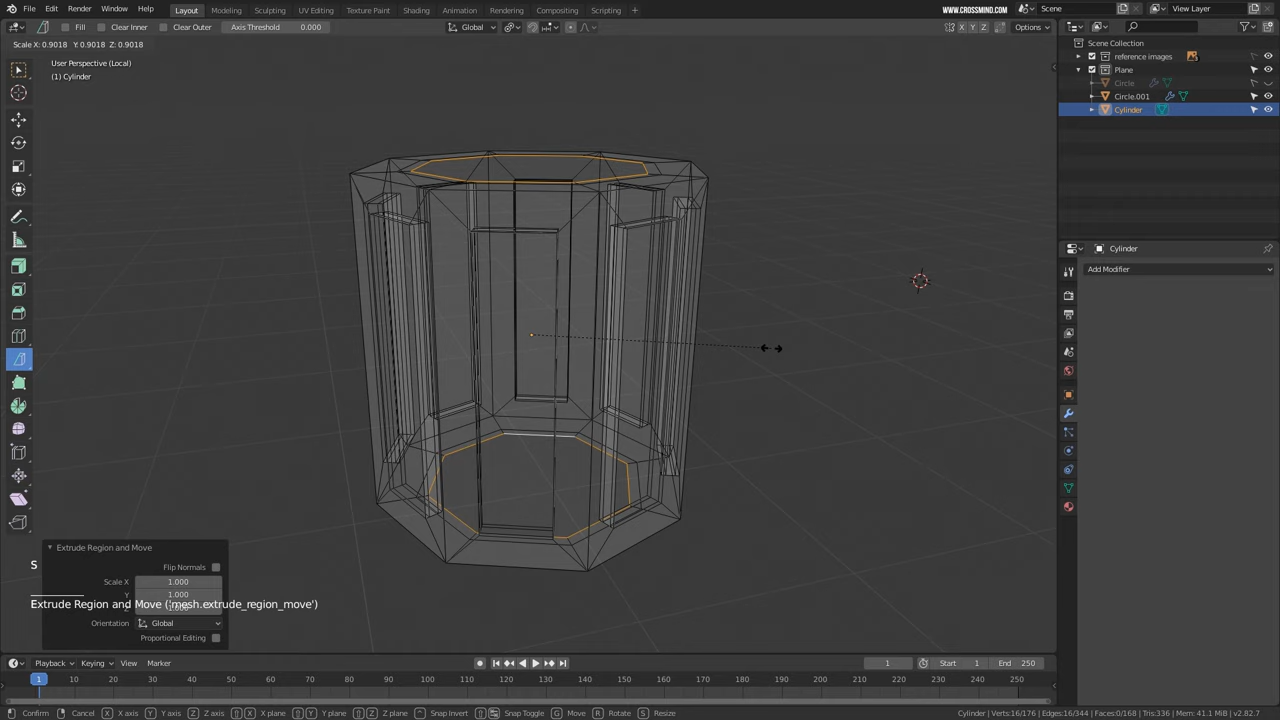 File Edit Render Window Help Layout Modeling Sculpting UV Editing Texture Paint Shading Animation Rendering Compositing Scripting + WWW.CROSSMIND.COM Scene View Layer
Fill Clear Inner Clear Outer Axis Threshold 0.000 Global X Y Z Options
Scale X: 0.9018 Y: 0.9018 Z: 0.9018
User Perspective (Local)
(1) Cylinder
Scene Collection
reference images
Plane
Circle
Circle.001
Cylinder
Cylinder
Add Modifier
Extrude Region and Move
Flip Normals
S
Scale X 1.000
Y 1.000
Extrude Region and Move ('mesh.extrude_region_move')
Orientation Global
Proportional Editing
Playback Keying View Marker 1 Start 1 End 250
1 10 20 30 40 50 60 70 80 90 100 110 120 130 140 150 160 170 180 190 200 210 220 230 240 250
Confirm Cancel X X axis Y Y axis Z Z axis X X plane Y Y plane Z Z plane Snap Invert Snap Toggle G Move R Rotate S Resize Cylinder | Verts:16/176 | Edges:16/344 | Faces:0/168 | Tris:336 | Mem: 41.1 MiB | v2.82.7